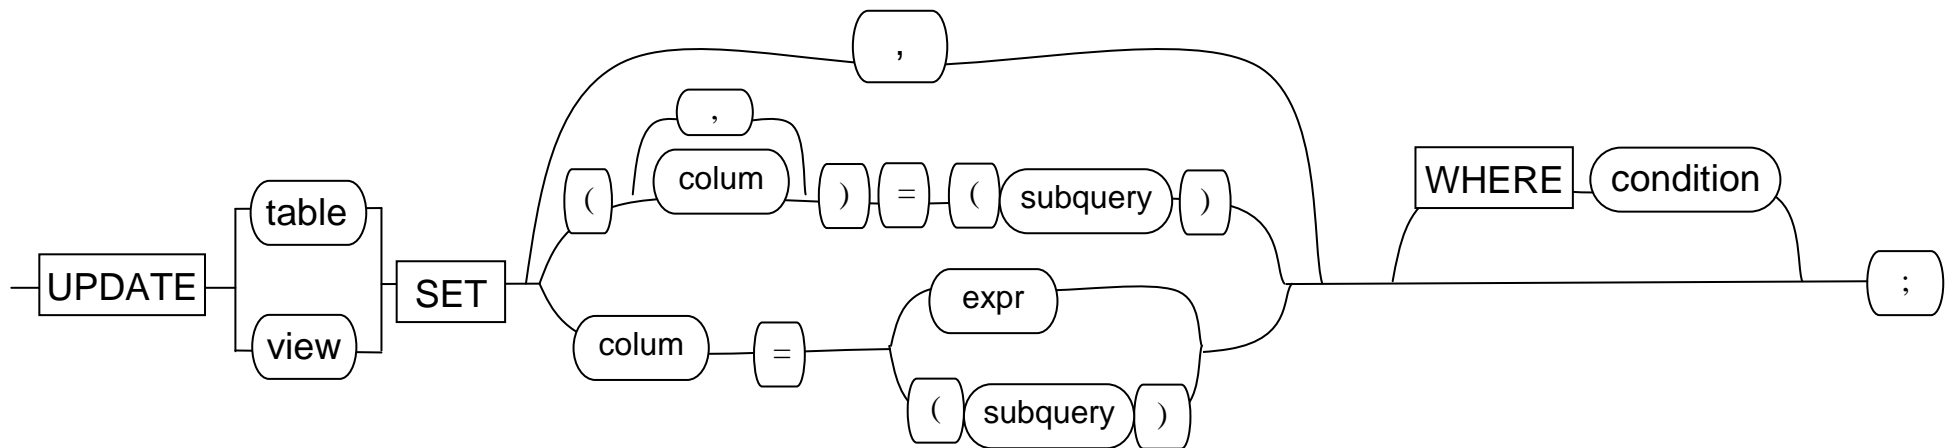 ,
,
( colum ) = ( subquery )
WHERE condition
table
UPDATE SET ;
view
expr
colum =
( subquery )